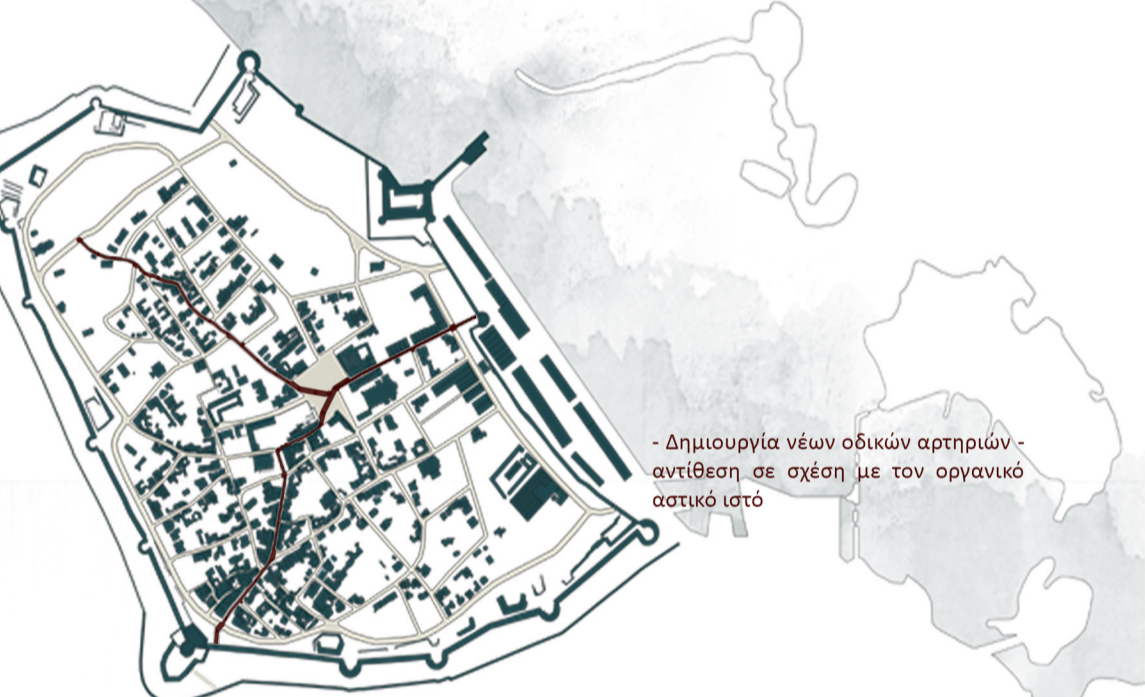 - Δημιουργία νέων οδικών αρτηριών -
αντίθεση σε σχέση με τον οργανικό
αστικό ιστό